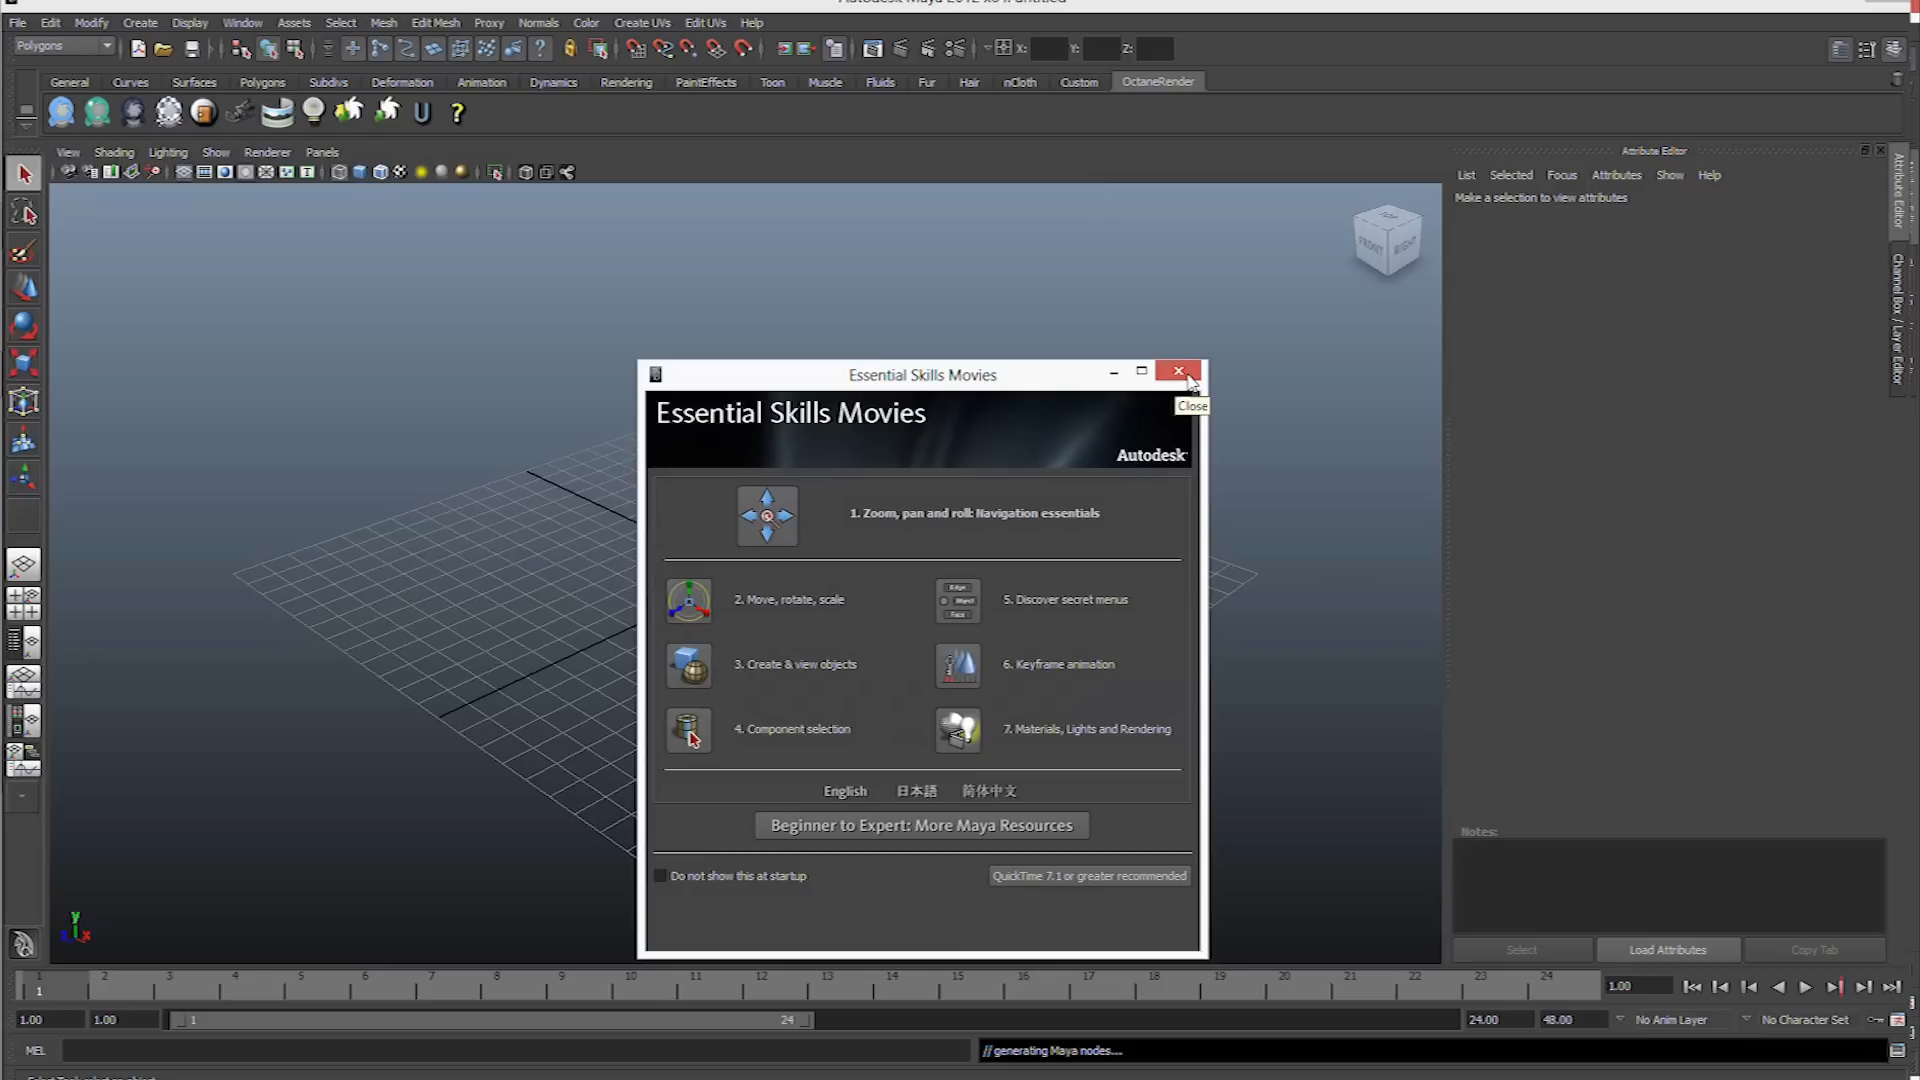 File Edit Modify Create Display Window Assets Select Mesh Edit Mesh Proxy Normals Color Create UVs Edit UVs Help
Polygons X: Y: Z:
General Curves Surfaces Polygons Subdivs Deformation Animation Dynamics Rendering PaintEffects Toon Muscle Fluids Fur Hair nCloth Custom OctaneRender
View Shading Lighting Show Renderer Panels
Attribute Editor
List Selected Focus Attributes Show Help
Make a selection to view attributes
Attribute Editor
Channel Box / Layer Editor
TOP
FRONT RIGHT
Essential Skills Movies
Close
Essential Skills Movies
Autodesk
1. Zoom, pan and roll: Navigation essentials
2. Move, rotate, scale
5. Discover secret menus
3. Create & view objects
6. Keyframe animation
4. Component selection
7. Materials, Lights and Rendering
English 日本語 简体中文
Beginner to Expert: More Maya Resources
Do not show this at startup
QuickTime 7.1 or greater recommended
Notes:
Select Load Attributes Copy Tab
y
x
1 2 3 4 5 6 7 8 9 10 11 12 13 14 15 16 17 18 19 20 21 22 23 24
1
1.00
1.00 1.00 1 24 24.00 48.00 No Anim Layer No Character Set
MEL
// generating Maya nodes...